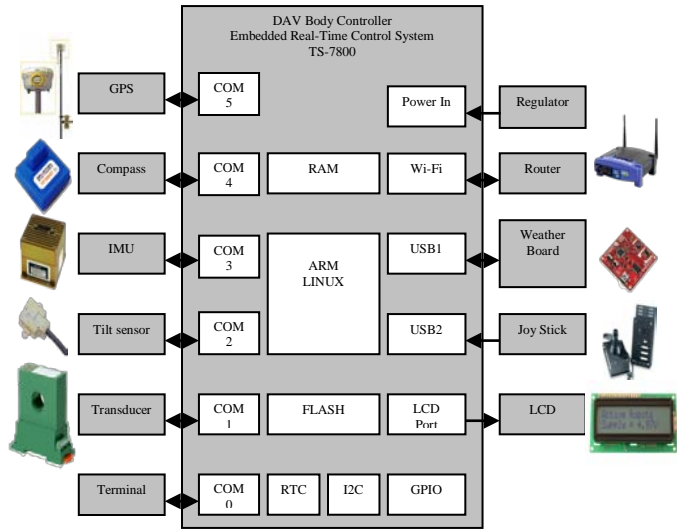 DAV Body Controller
Embedded Real-Time Control System
TS-7800
GPS
COM
5
Power In
Regulator
Compass
COM
4
RAM
Wi-Fi
Router
IMU
COM
3
ARM
LINUX
USB1
Weather
Board
Tilt sensor
COM
2
USB2
Joy Stick
Transducer
COM
1
FLASH
LCD
Port
LCD
Terminal
COM
0
RTC
I2C
GPIO